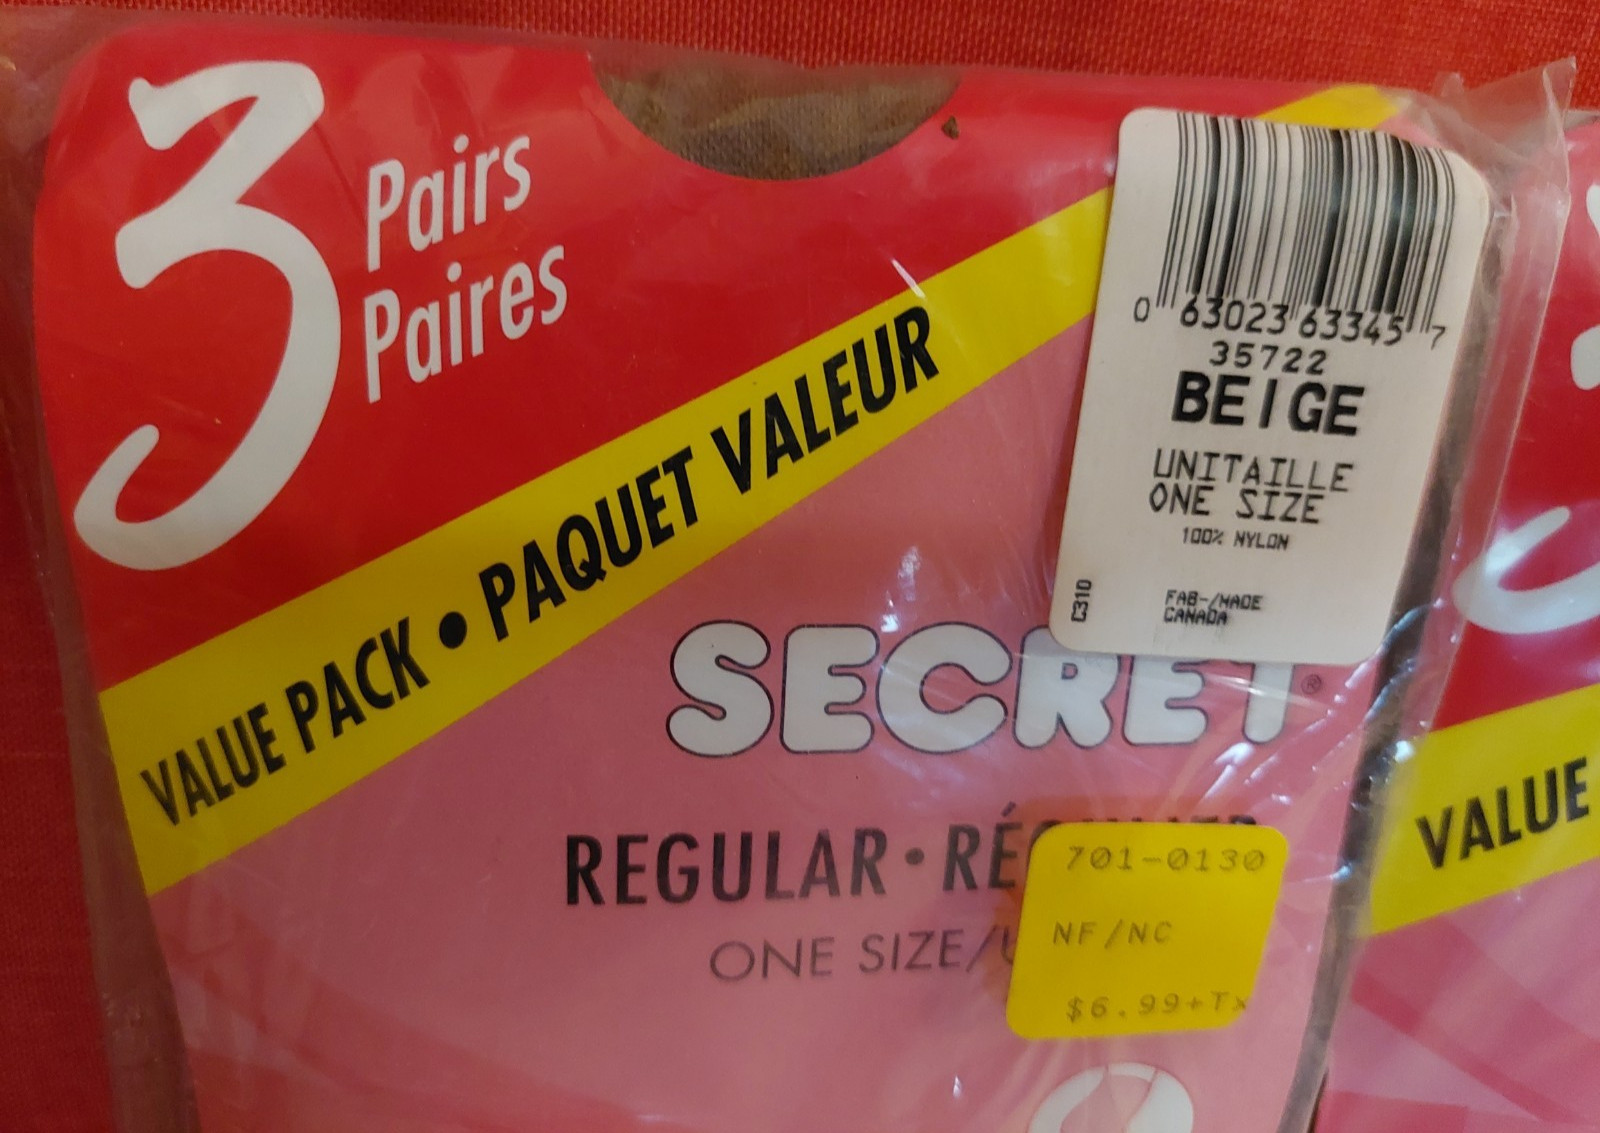 3 Pairs
Paires
VALUE PACK • PAQUET VALEUR
0 63023 63345 7
35722
BEIGE
UNITAILLE
ONE SIZE
100% NYLON
C310
FAB-/MADE
CANADA
SECRET®
REGULAR • RÉ
ONE SIZE/U
701-0130
NF/NC
$6.99+Tx
VALUE